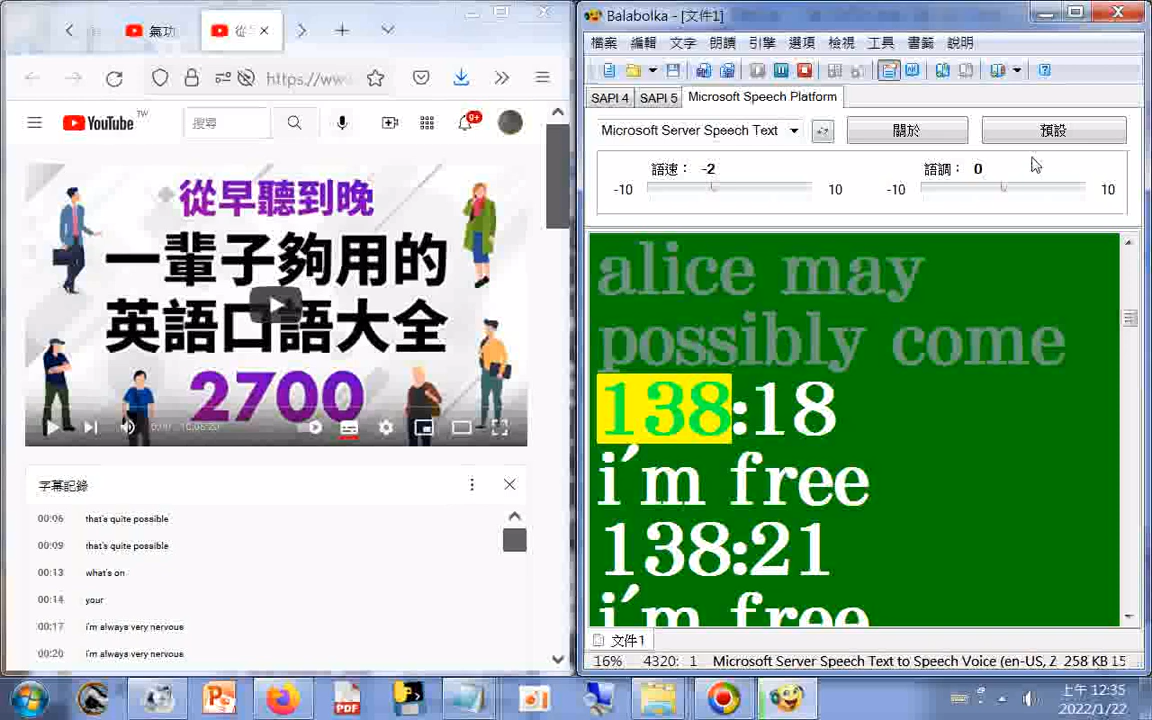 氣功
從
https://www
YouTube TW
搜尋
9+
從早聽到晚
一輩子夠用的
英語口語大全
2700
字幕記錄
00:06 that's quite possible
00:09 that's quite possible
00:13 what's on
00:14 your
00:17 i'm always very nervous
00:20 i'm always very nervous
Balabolka - [文件1]
檔案 編輯 文字 朗讀 引擎 選項 檢視 工具 書籤 說明
SAPI 4 SAPI 5 Microsoft Speech Platform
Microsoft Server Speech Text 關於 預設
語速： -2 語調： 0
-10 10 -10 10
alice may
possibly come
138:18
i'm free
138:21
i'm free
文件1
16% 4320: 1 Microsoft Server Speech Text to Speech Voice (en-US, Z 258 KB 15
PDF
上午 12:35
2022/1/22